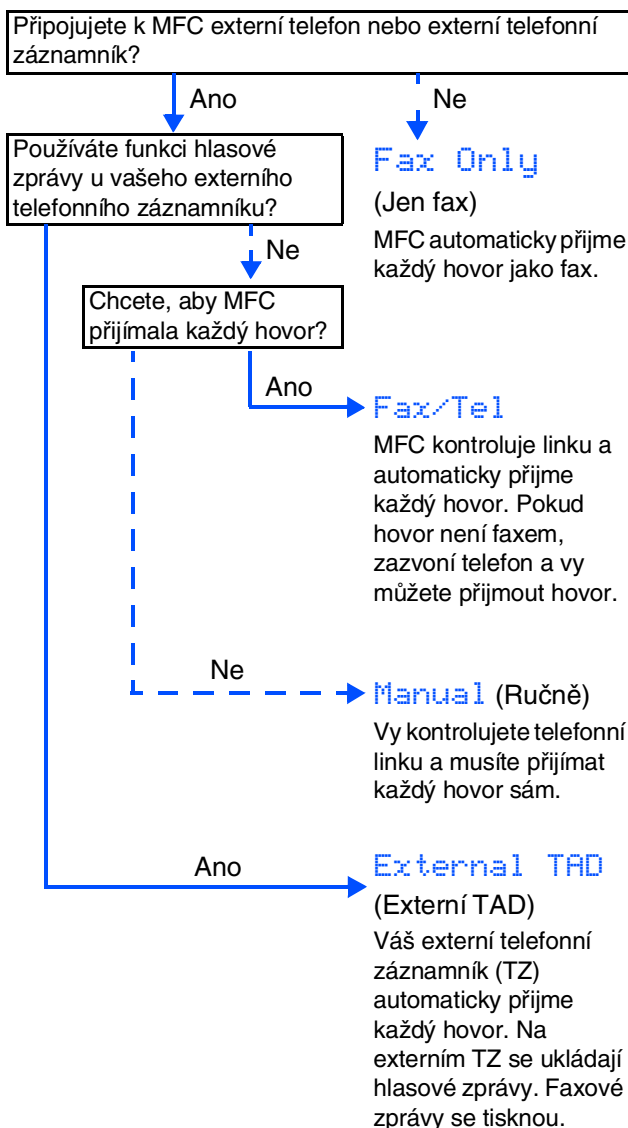 Připojujete k MFC externí telefon nebo externí telefonní
záznamník?
Ano
Ne
Používáte funkci hlasové
zprávy u vašeho externího
telefonního záznamníku?
Fax Only
(Jen fax)
MFC automaticky přijme
každý hovor jako fax.
Ne
Chcete, aby MFC
přijímala každý hovor?
Ano
Fax/Tel
MFC kontroluje linku a
automaticky přijme
každý hovor. Pokud
hovor není faxem,
zazvoní telefon a vy
můžete přijmout hovor.
Ne
Manual (Ručně)
Vy kontrolujete telefonní
linku a musíte přijímat
každý hovor sám.
Ano
External TAD
(Externí TAD)
Váš externí telefonní
záznamník (TZ)
automaticky přijme
každý hovor. Na
externím TZ se ukládají
hlasové zprávy. Faxové
zprávy se tisknou.